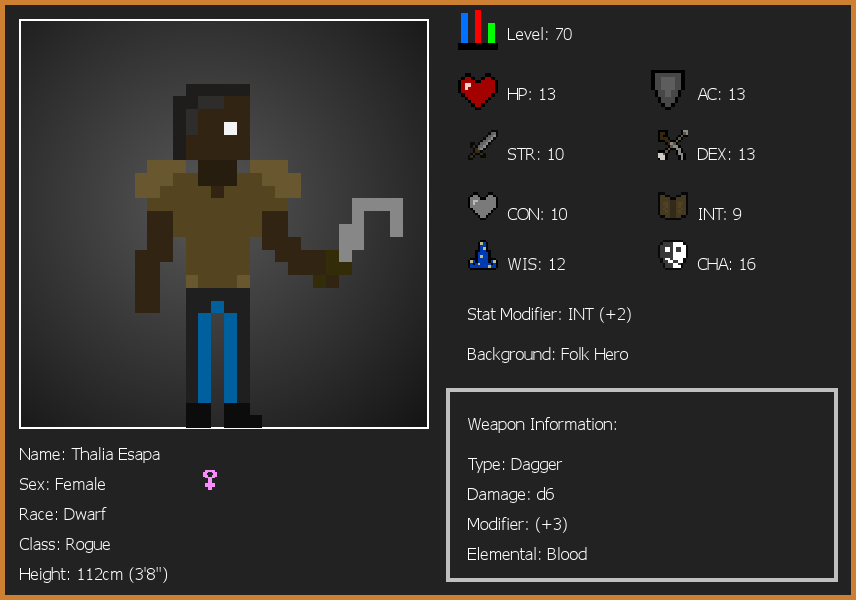 Level: 70
HP: 13
AC: 13
STR: 10
DEX: 13
CON: 10
INT: 9
WIS: 12
CHA: 16
Stat Modifier: INT (+2)
Background: Folk Hero
Weapon Information:
Type: Dagger
Damage: d6
Modifier: (+3)
Elemental: Blood
Name: Thalia Esapa
Sex: Female
Race: Dwarf
Class: Rogue
Height: 112cm (3'8")